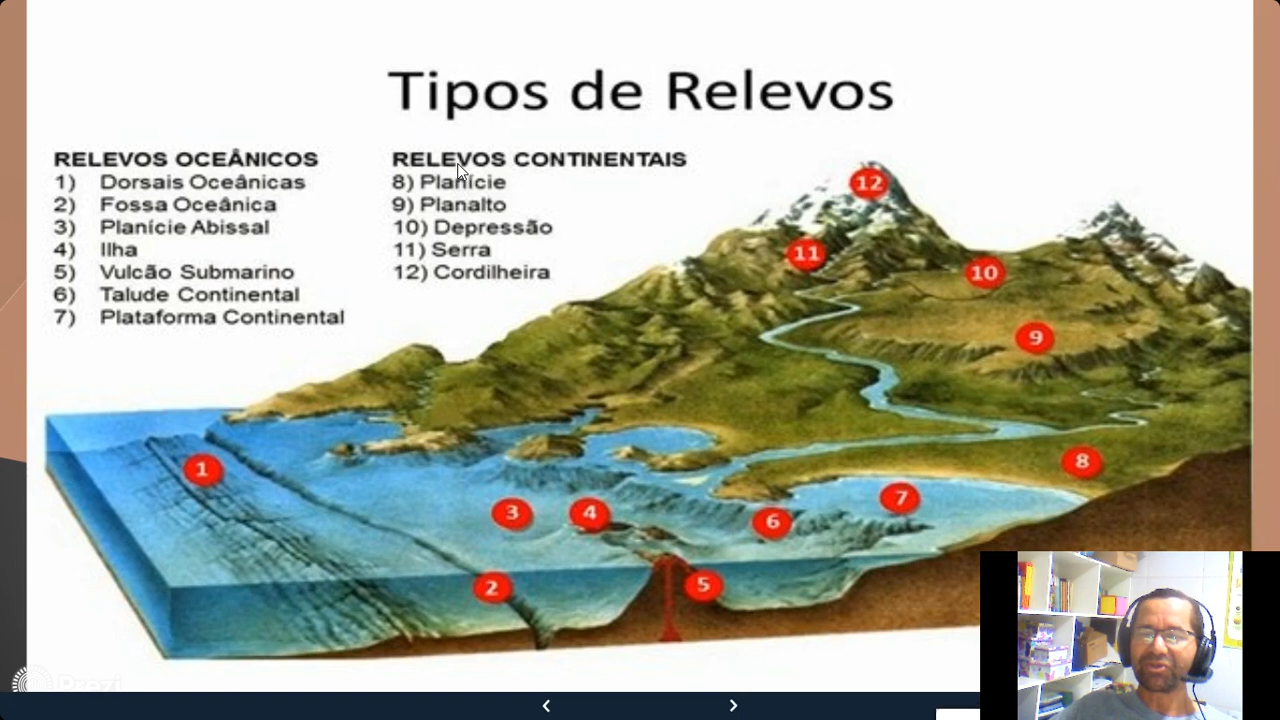 Tipos de Relevos
RELEVOS OCEÂNICOS
1) Dorsais Oceânicas
2) Fossa Oceânica
3) Planície Abissal
4) Ilha
5) Vulcão Submarino
6) Talude Continental
7) Plataforma Continental
RELEVOS CONTINENTAIS
8) Planície
9) Planalto
10) Depressão
11) Serra
12) Cordilheira
12
11
10
9
1
8
7
3
4
6
2
5
Prezi